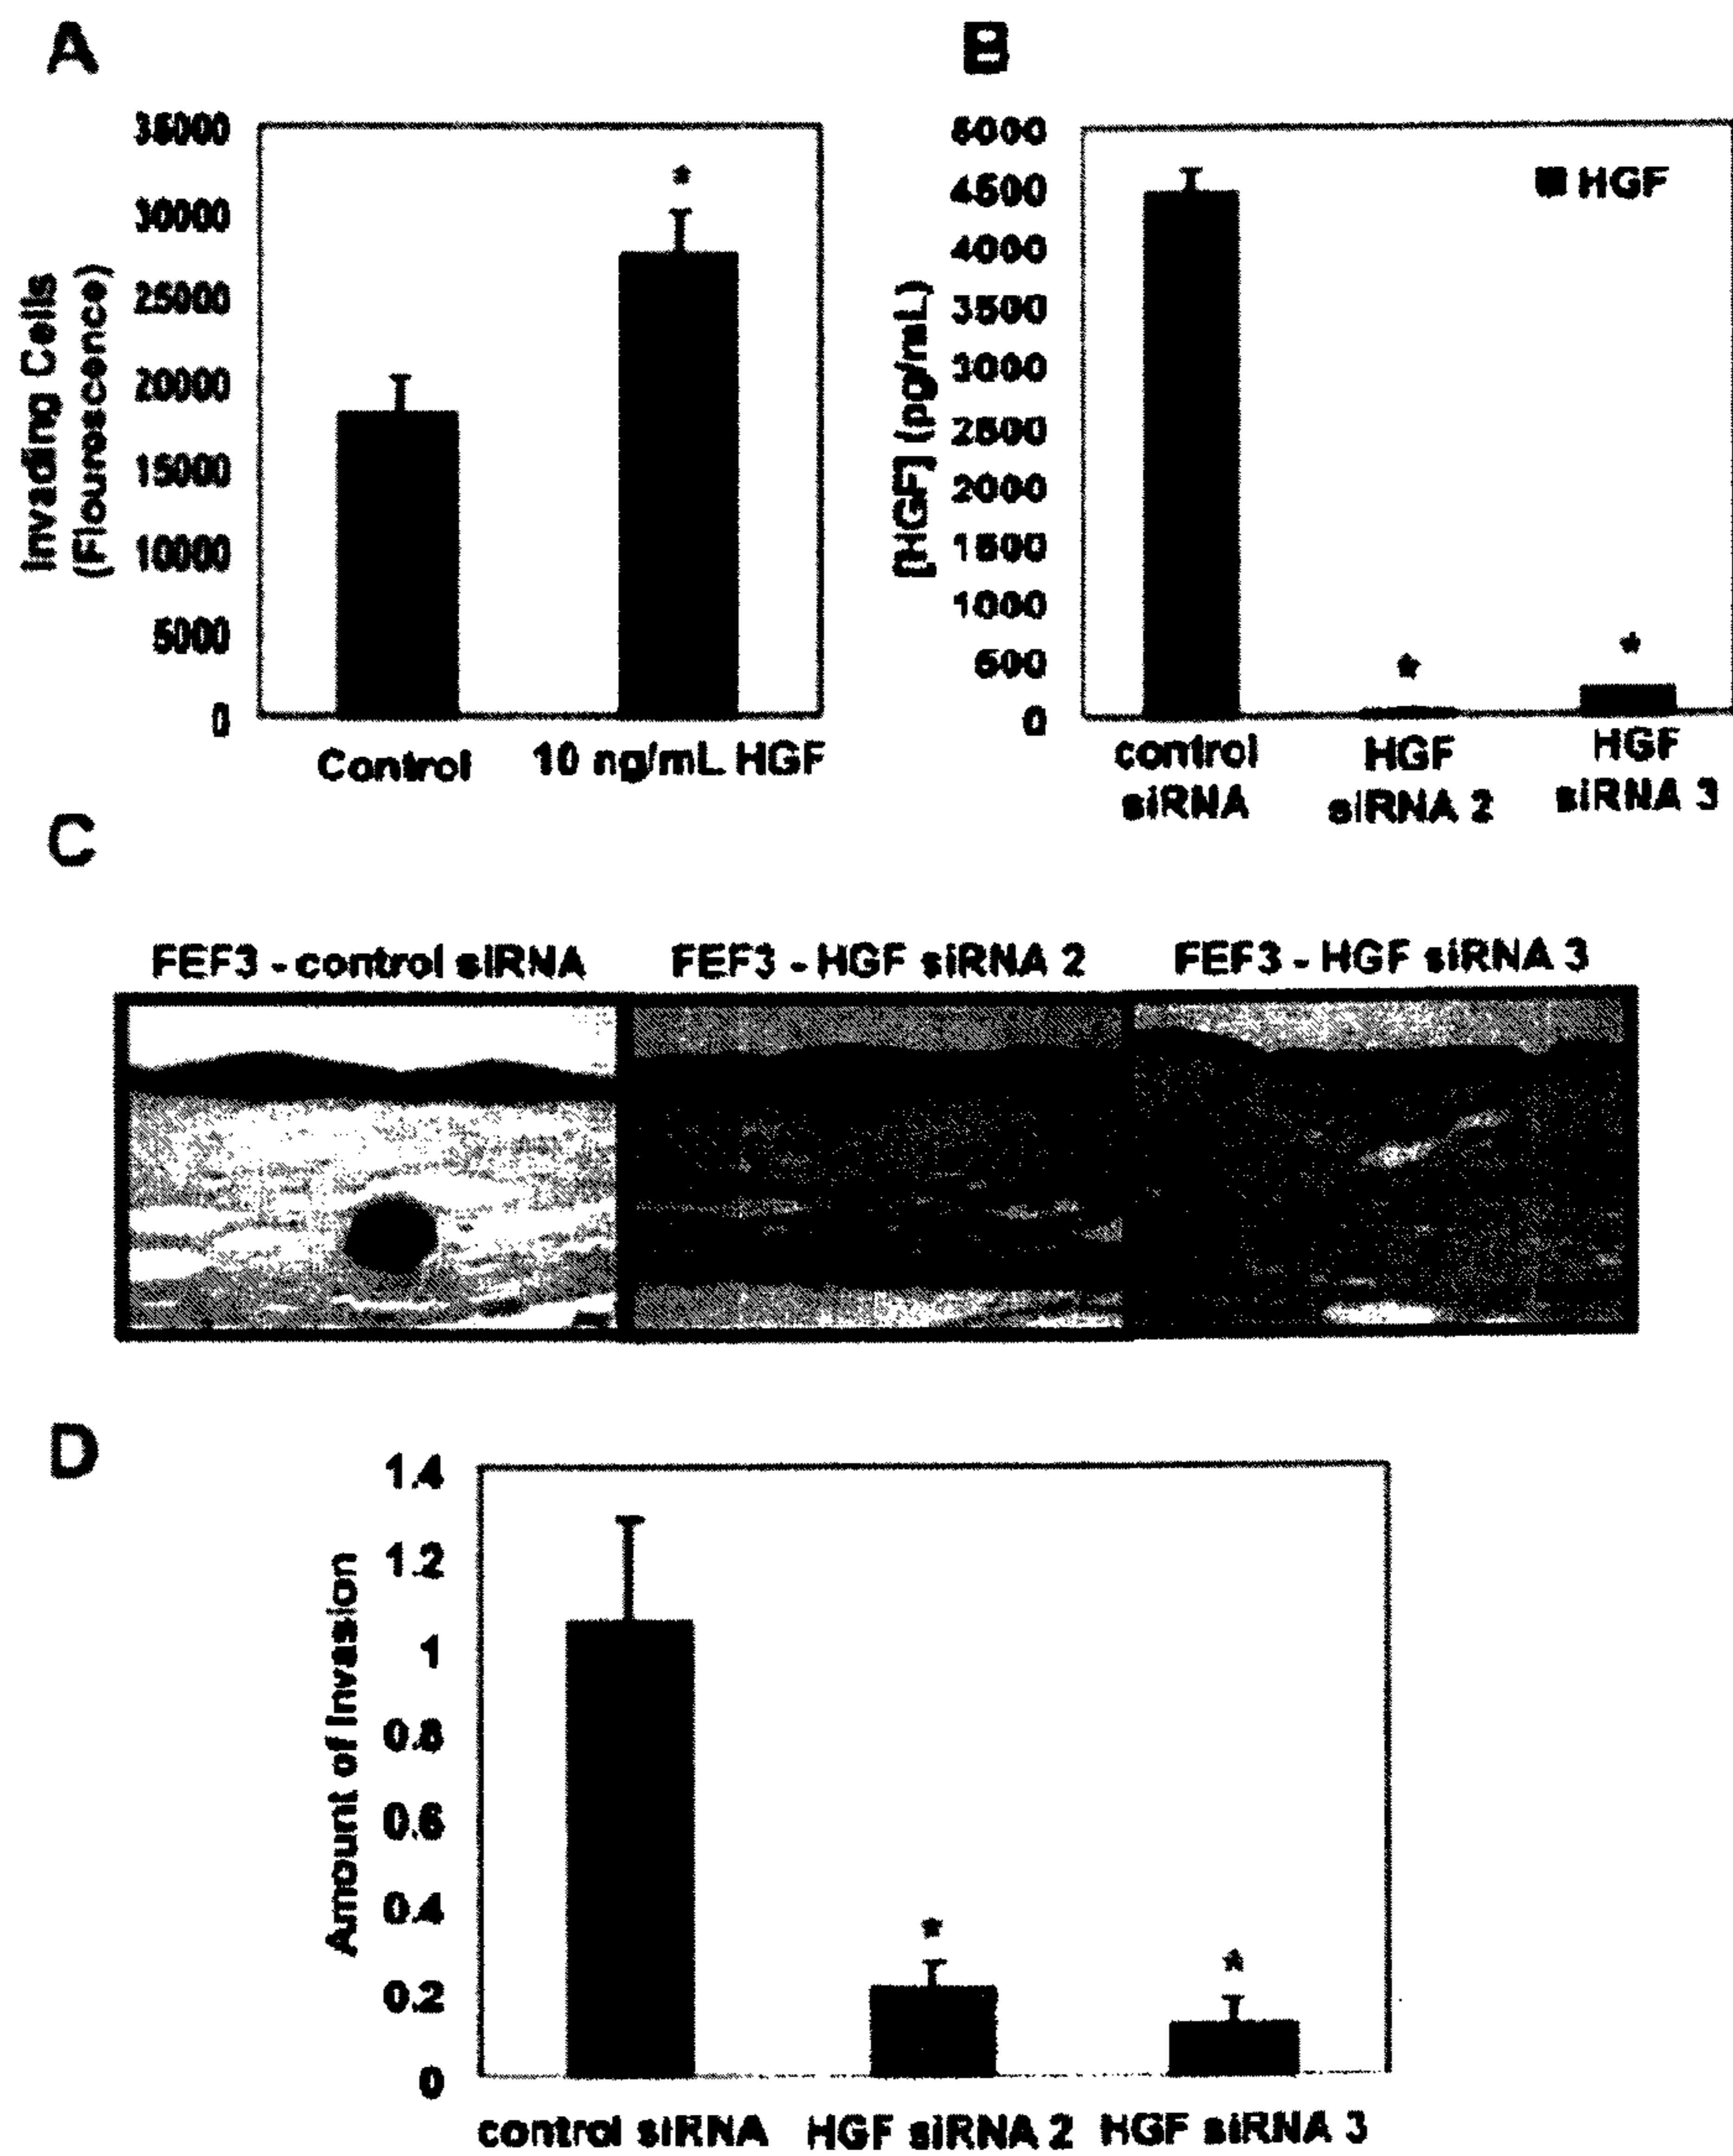 A
35000
30000
25000
20000
15000
10000
5000
0
Invading Cells
(Flourescence)
Control
10 ng/mL HGF
*
B
5000
4500
4000
3500
3000
2500
2000
1500
1000
500
0
[HGF] (pg/mL)
HGF
*
*
control
siRNA
HGF
siRNA 2
HGF
siRNA 3
C
FEF3 - control siRNA
FEF3 - HGF siRNA 2
FEF3 - HGF siRNA 3
D
1.4
1.2
1
0.8
0.6
0.4
0.2
0
Amount of Invasion
*
*
control siRNA
HGF siRNA 2
HGF siRNA 3